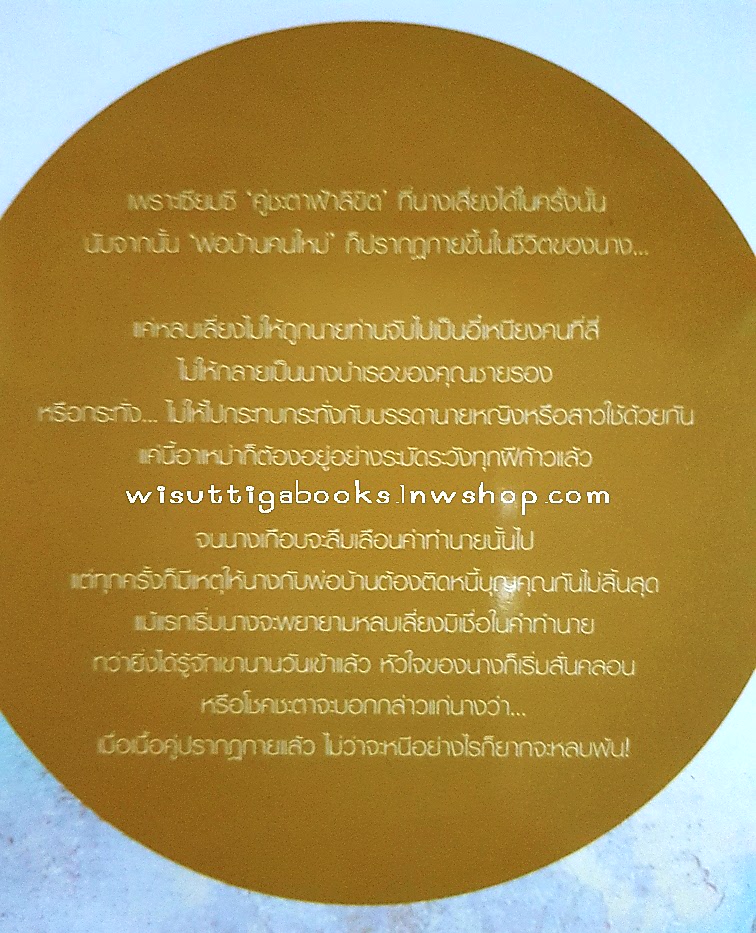 เพราะเซียมซี 'คู่ชะตาฟ้าลิขิต' ที่นางเสี่ยงได้ในครั้งนั้น
นับจากนั้น 'พ่อบ้านคนใหม่' ก็ปรากฏกายขึ้นในชีวิตของนาง...
แค่หลบเลี่ยงไม่ให้ถูกนายท่านจับไปเป็นอี๋เหนียงคนที่สี่
ไม่ให้กลายเป็นนางบำเรอของคุณชายรอง
หรือกระทั่ง... ไม่ให้ไปกระทบกระทั่งกับบรรดานายหญิงหรือสาวใช้ด้วยกัน
แค่นี้อาเหม่าก็ต้องอยู่อย่างระมัดระวังทุกฝีก้าวแล้ว
wisuttigabooks.lnwshop.com
จนนางเกือบจะลืมเลือนคำทำนายนั้นไป
แต่ทุกครั้งก็มีเหตุให้นางกับพ่อบ้านต้องติดหนี้บุญคุณกันไม่สิ้นสุด
แม้แรกเริ่มนางจะพยายามหลบเลี่ยงมิเชื่อในคำทำนาย
ทว่ายิ่งได้รู้จักเขานานวันเข้าแล้ว หัวใจของนางก็เริ่มสั่นคลอน
หรือโชคชะตาจะบอกกล่าวแก่นางว่า...
เมื่อเนื้อคู่ปรากฏกายแล้ว ไม่ว่าจะหนีอย่างไรก็ยากจะหลบพ้น!